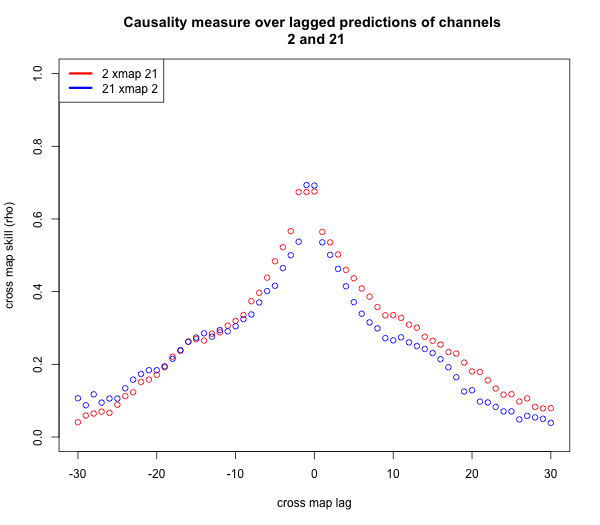 Causality measure over lagged predictions of channels
2 and 21
2 xmap 21
21 xmap 2
cross map skill (rho)
1.0
0.8
0.6
0.4
0.2
0.0
-30 -20 -10 0 10 20 30
cross map lag